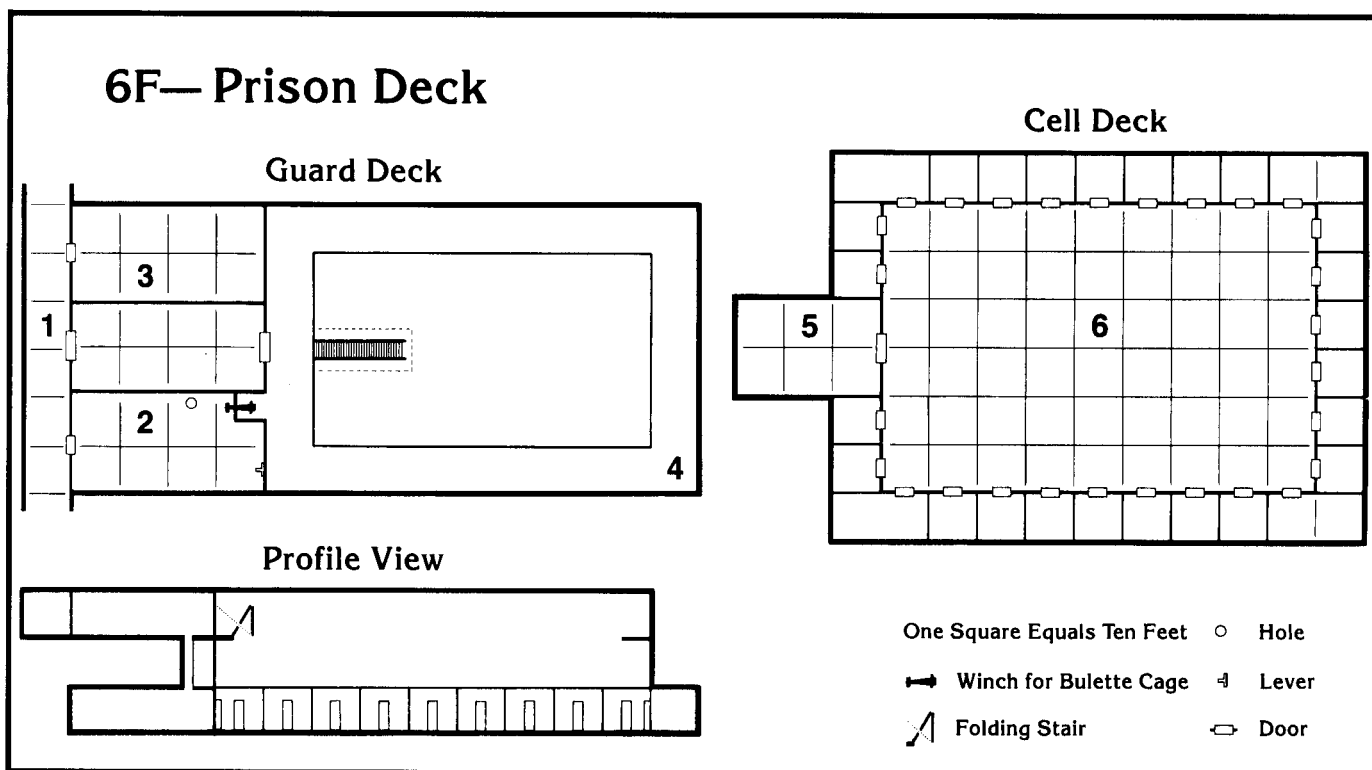 6F— Prison Deck
Guard Deck
Cell Deck
3
1
2
4
5
6
Profile View
One Square Equals Ten Feet
Hole
Winch for Bulette Cage
Lever
Folding Stair
Door